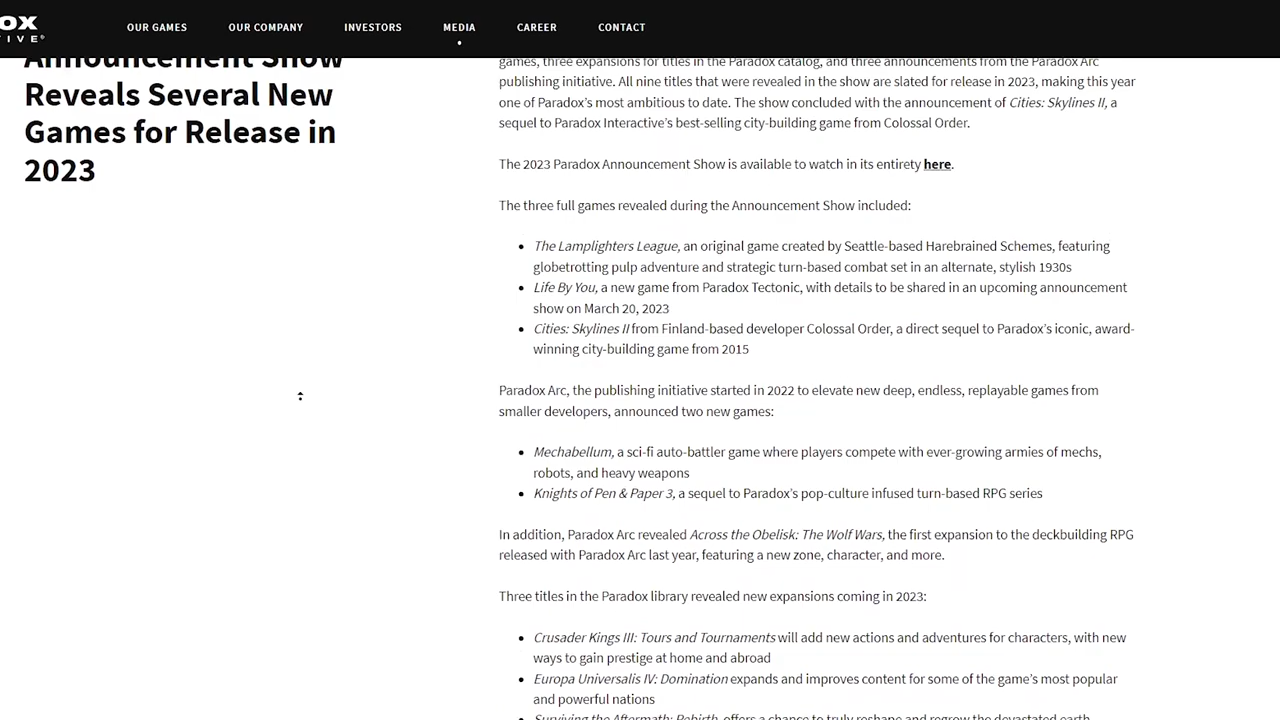 OX
TIVE®
OUR GAMES
OUR COMPANY
INVESTORS
MEDIA
CAREER
CONTACT
Announcement Show
Reveals Several New
Games for Release in
2023
games, three expansions for titles in the Paradox catalog, and three announcements from the Paradox Arc
publishing initiative. All nine titles that were revealed in the show are slated for release in 2023, making this year
one of Paradox's most ambitious to date. The show concluded with the announcement of Cities: Skylines II, a
sequel to Paradox Interactive's best-selling city-building game from Colossal Order.
The 2023 Paradox Announcement Show is available to watch in its entirety here.
The three full games revealed during the Announcement Show included:
• The Lamplighters League, an original game created by Seattle-based Harebrained Schemes, featuring
globetrotting pulp adventure and strategic turn-based combat set in an alternate, stylish 1930s
• Life By You, a new game from Paradox Tectonic, with details to be shared in an upcoming announcement
show on March 20, 2023
• Cities: Skylines II from Finland-based developer Colossal Order, a direct sequel to Paradox's iconic, award-
winning city-building game from 2015
Paradox Arc, the publishing initiative started in 2022 to elevate new deep, endless, replayable games from
smaller developers, announced two new games:
• Mechabellum, a sci-fi auto-battler game where players compete with ever-growing armies of mechs,
robots, and heavy weapons
• Knights of Pen & Paper 3, a sequel to Paradox's pop-culture infused turn-based RPG series
In addition, Paradox Arc revealed Across the Obelisk: The Wolf Wars, the first expansion to the deckbuilding RPG
released with Paradox Arc last year, featuring a new zone, character, and more.
Three titles in the Paradox library revealed new expansions coming in 2023:
• Crusader Kings III: Tours and Tournaments will add new actions and adventures for characters, with new
ways to gain prestige at home and abroad
• Europa Universalis IV: Domination expands and improves content for some of the game's most popular
and powerful nations
• Surviving the Aftermath: Rebirth, offers a chance to truly reshape and regrow the devastated earth